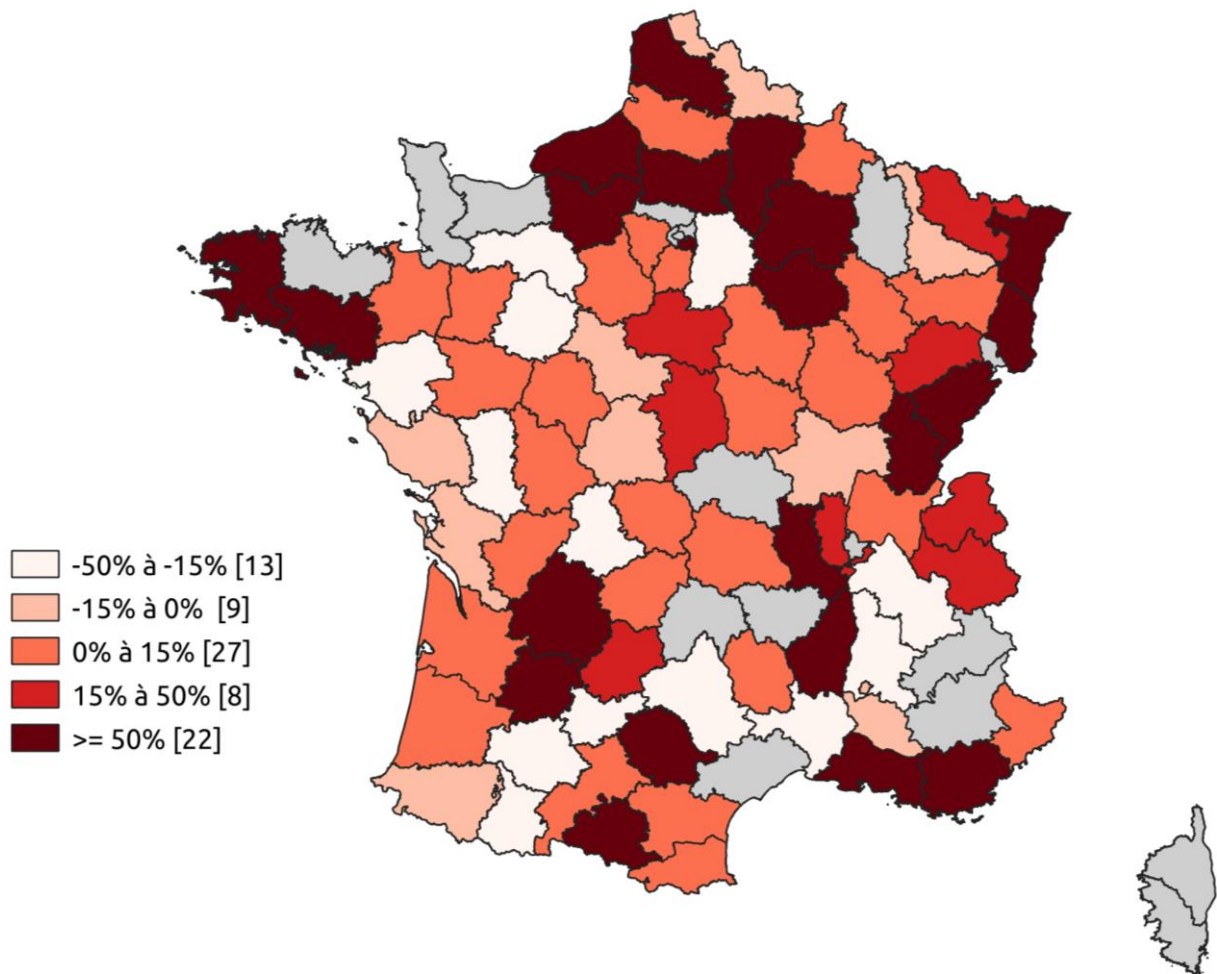 -50% à -15% [13]
-15% à 0% [9]
0% à 15% [27]
15% à 50% [8]
>= 50% [22]